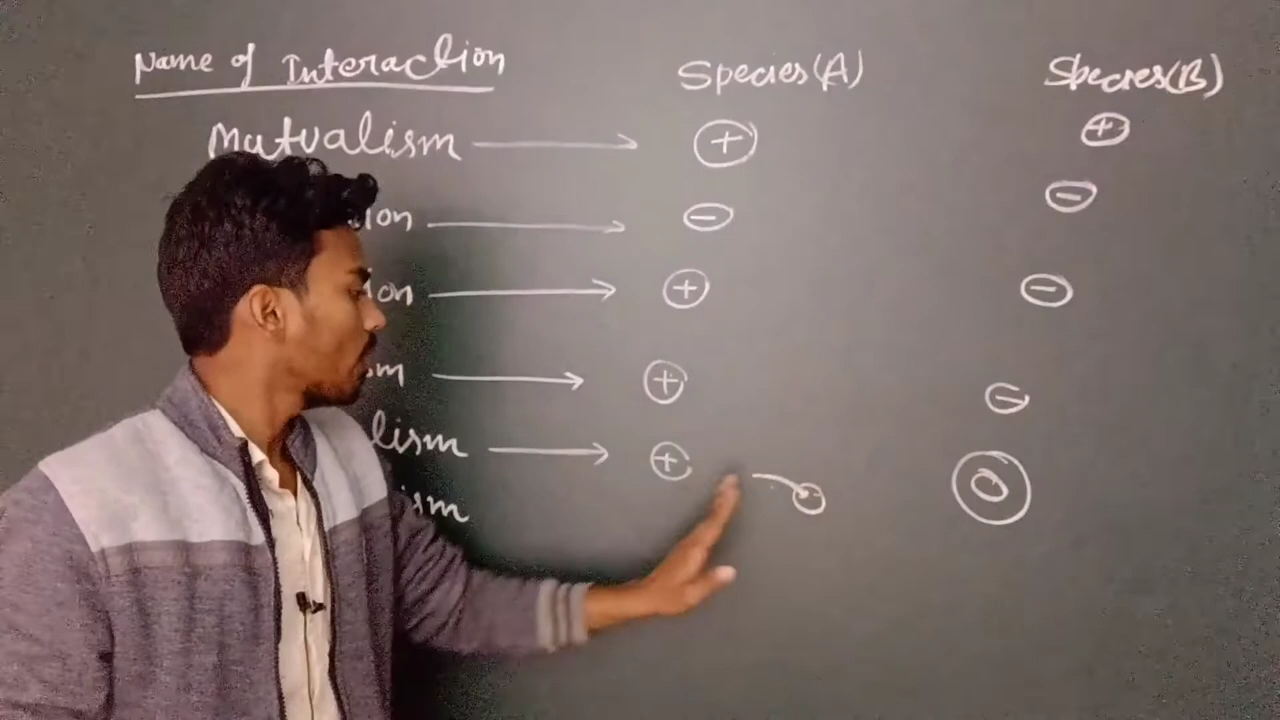 Name of Interaction Species(A) Species(B)
Mutualism → ⊕ ⊕
ion → ⊖ ⊖
ion → ⊕ ⊖
sm → ⊕ ⊖
lism → ⊕ 0
ism